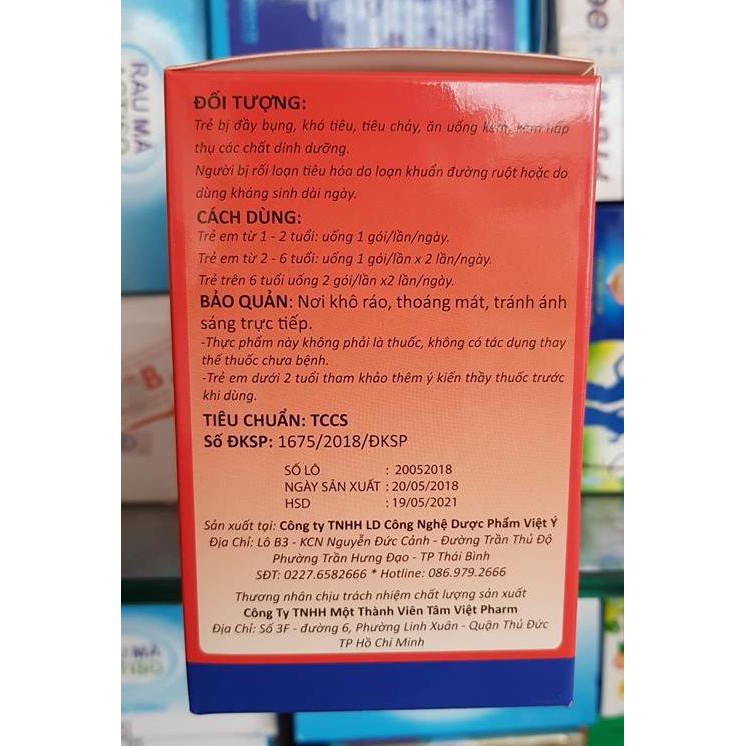 ĐỐI TƯỢNG:
Trẻ bị đầy bụng, khó tiêu, tiêu chảy, ăn uống kém, kém hấp
thụ các chất dinh dưỡng.
Người bị rối loạn tiêu hóa do loạn khuẩn đường ruột hoặc do
dùng kháng sinh dài ngày.
CÁCH DÙNG:
Trẻ em từ 1 - 2 tuổi: uống 1 gói/lần/ngày.
Trẻ em từ 2 - 6 tuổi: uống 1 gói/lần x 2 lần/ngày.
Trẻ trên 6 tuổi uống 2 gói/lần x2 lần/ngày.
BẢO QUẢN: Nơi khô ráo, thoáng mát, tránh ánh
sáng trực tiếp.
-Thực phẩm này không phải là thuốc, không có tác dụng thay
thế thuốc chưa bệnh.
-Trẻ em dưới 2 tuổi tham khảo thêm ý kiến thầy thuốc trước
khi dùng.
TIÊU CHUẨN: TCCS
Số ĐKSP: 1675/2018/ĐKSP
SỐ LÔ : 20052018
NGÀY SẢN XUẤT : 20/05/2018
HSD : 19/05/2021
Sản xuất tại: Công ty TNHH LD Công Nghệ Dược Phẩm Việt Ý
Địa Chỉ: Lô B3 - KCN Nguyễn Đức Cảnh - Đường Trần Thủ Độ
Phường Trần Hưng Đạo - TP Thái Bình
SĐT: 0227.6582666 * Hotline: 086.979.2666
Thương nhân chịu trách nhiệm chất lượng sản xuất
Công Ty TNHH Một Thành Viên Tâm Việt Pharm
Địa Chỉ: Số 3F - đường 6, Phường Linh Xuân - Quận Thủ Đức
TP Hồ Chí Minh
RAU MÁ